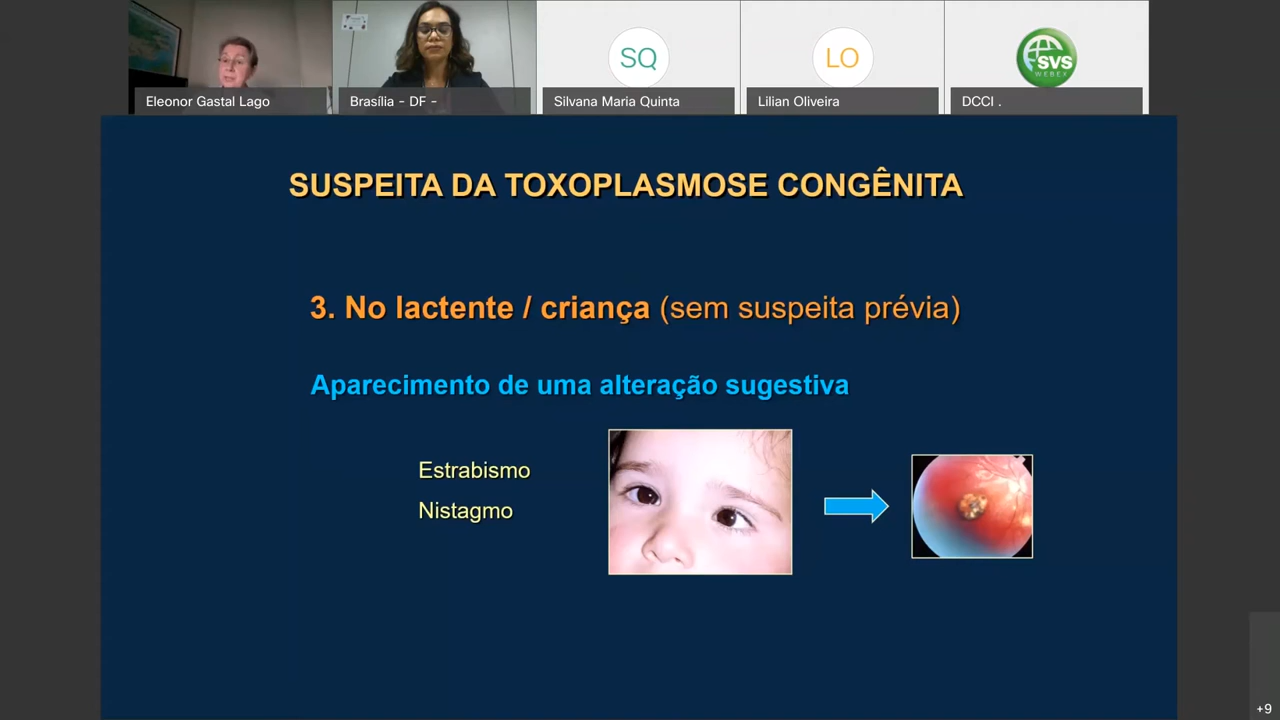 SQ
LO
SVS
WEBEX
Eleonor Gastal Lago
Brasília - DF -
Silvana Maria Quinta
Lilian Oliveira
DCCI .
SUSPEITA DA TOXOPLASMOSE CONGÊNITA
3. No lactente / criança (sem suspeita prévia)
Aparecimento de uma alteração sugestiva
Estrabismo
Nistagmo
+9